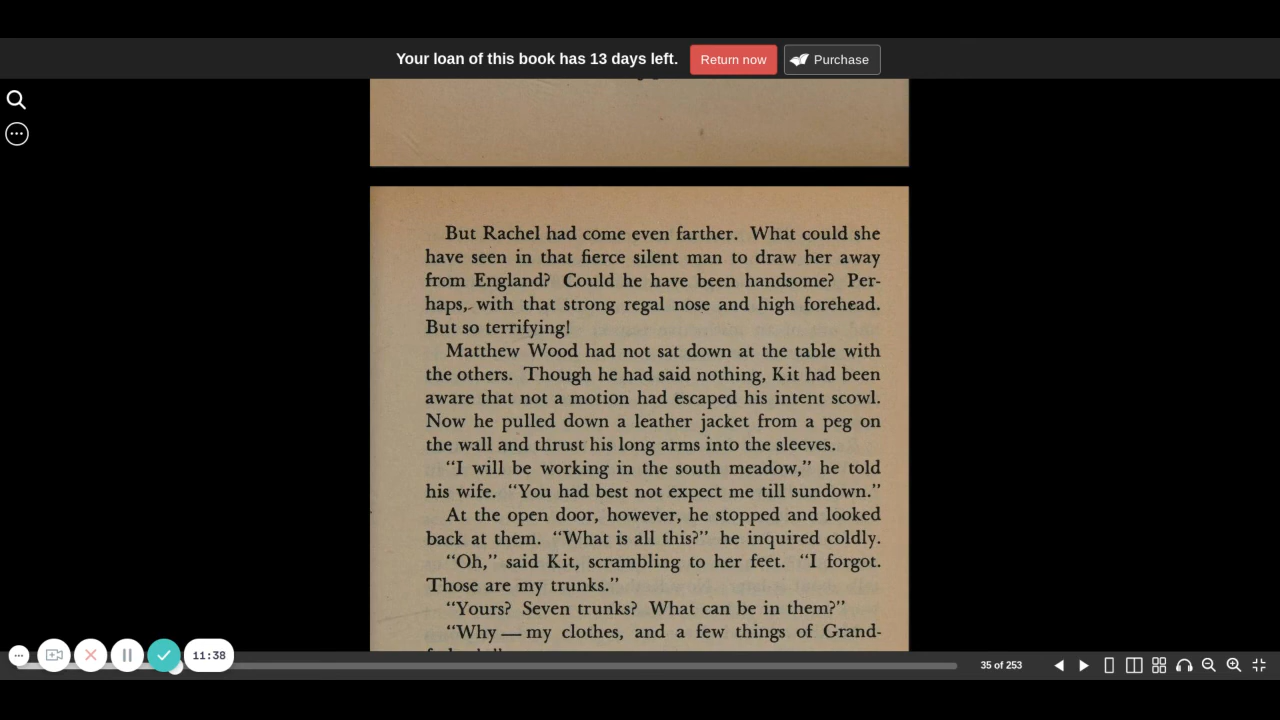 Your loan of this book has 13 days left. Return now Purchase
But Rachel had come even farther. What could she
have seen in that fierce silent man to draw her away
from England? Could he have been handsome? Per-
haps, with that strong regal nose and high forehead.
But so terrifying!
Matthew Wood had not sat down at the table with
the others. Though he had said nothing, Kit had been
aware that not a motion had escaped his intent scowl.
Now he pulled down a leather jacket from a peg on
the wall and thrust his long arms into the sleeves.
“I will be working in the south meadow,” he told
his wife. “You had best not expect me till sundown.”
At the open door, however, he stopped and looked
back at them. “What is all this?” he inquired coldly.
“Oh,” said Kit, scrambling to her feet. “I forgot.
Those are my trunks.”
“Yours? Seven trunks? What can be in them?”
“Why — my clothes, and a few things of Grand-
11:38
35 of 253